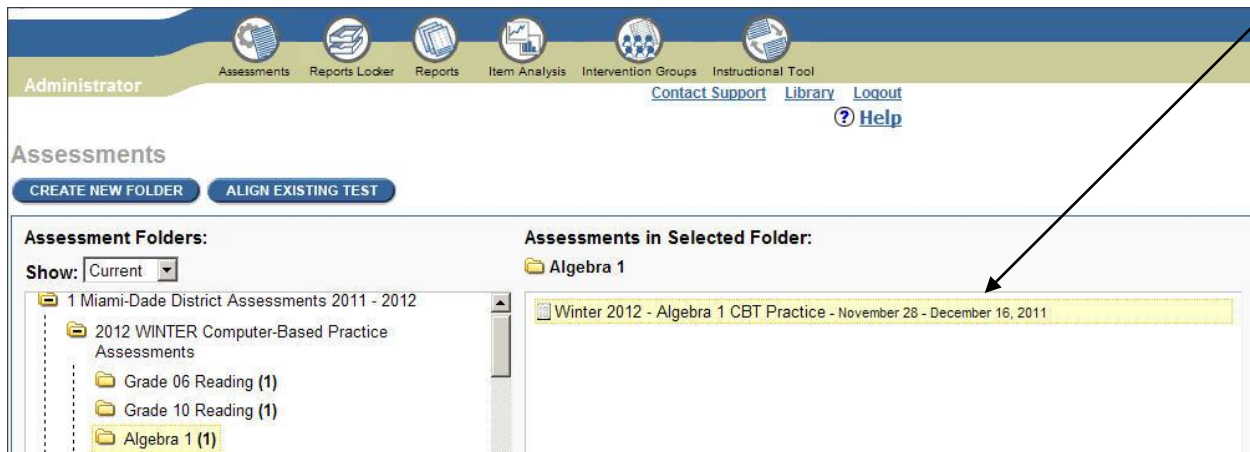 Assessments Reports Locker Reports Item Analysis Intervention Groups Instructional Tool
Administrator
Contact Support Library Logout
? Help
Assessments
CREATE NEW FOLDER ALIGN EXISTING TEST
Assessment Folders:
Show: Current
1 Miami-Dade District Assessments 2011 - 2012
2012 WINTER Computer-Based Practice
Assessments
Grade 06 Reading (1)
Grade 10 Reading (1)
Algebra 1 (1)
Assessments in Selected Folder:
Algebra 1
Winter 2012 - Algebra 1 CBT Practice - November 28 - December 16, 2011